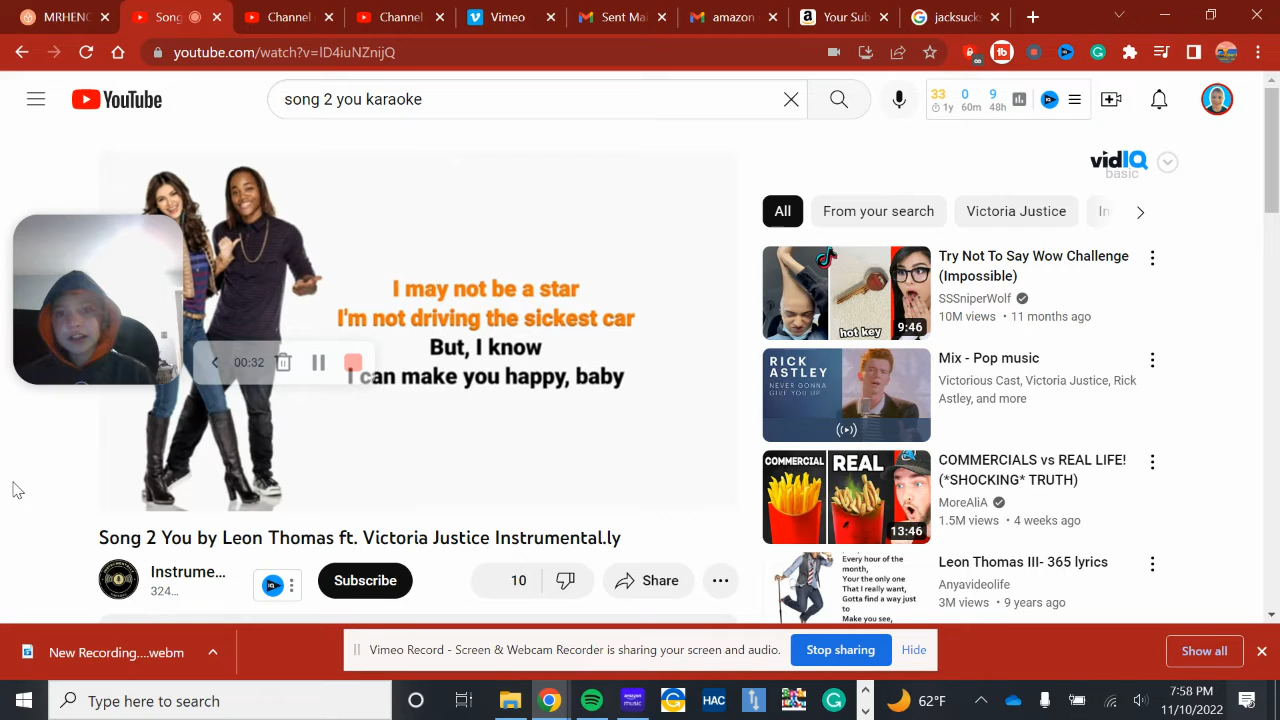 MRHENC
Song
Channel
Channel
Vimeo
Sent Mai
amazon
Your Sub
jacksuck
youtube.com/watch?v=lD4iuNZnijQ
YouTube
song 2 you karaoke
33 0 9
1y 60m 48h
vidIQ
basic
All
From your search
Victoria Justice
In
I may not be a star
I'm not driving the sickest car
But, I know
I can make you happy, baby
00:32
Try Not To Say Wow Challenge
(Impossible)
SSSniperWolf
10M views • 11 months ago
hot key
9:46
RICK
ASTLEY
NEVER GONNA
GIVE YOU UP
Mix - Pop music
Victorious Cast, Victoria Justice, Rick
Astley, and more
COMMERCIAL
REAL
13:46
COMMERCIALS vs REAL LIFE!
(*SHOCKING* TRUTH)
MoreAliA
1.5M views • 4 weeks ago
Every hour of the
month,
Your the only one
That I really want,
Gotta find a way just
to
Make you see,
Leon Thomas III- 365 lyrics
Anyavideolife
3M views • 9 years ago
Song 2 You by Leon Thomas ft. Victoria Justice Instrumental.ly
Instrume...
324...
Subscribe
10
Share
New Recording....webm
Vimeo Record - Screen & Webcam Recorder is sharing your screen and audio.
Stop sharing
Hide
Show all
Type here to search
music
HAC
62°F
7:58 PM
11/10/2022